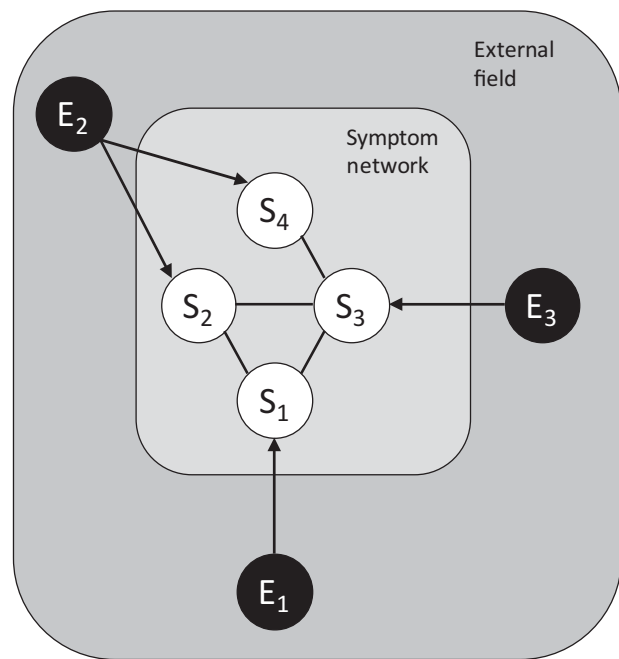 External
field
E₂
Symptom
network
S₄
S₂
S₃
E₃
S₁
E₁